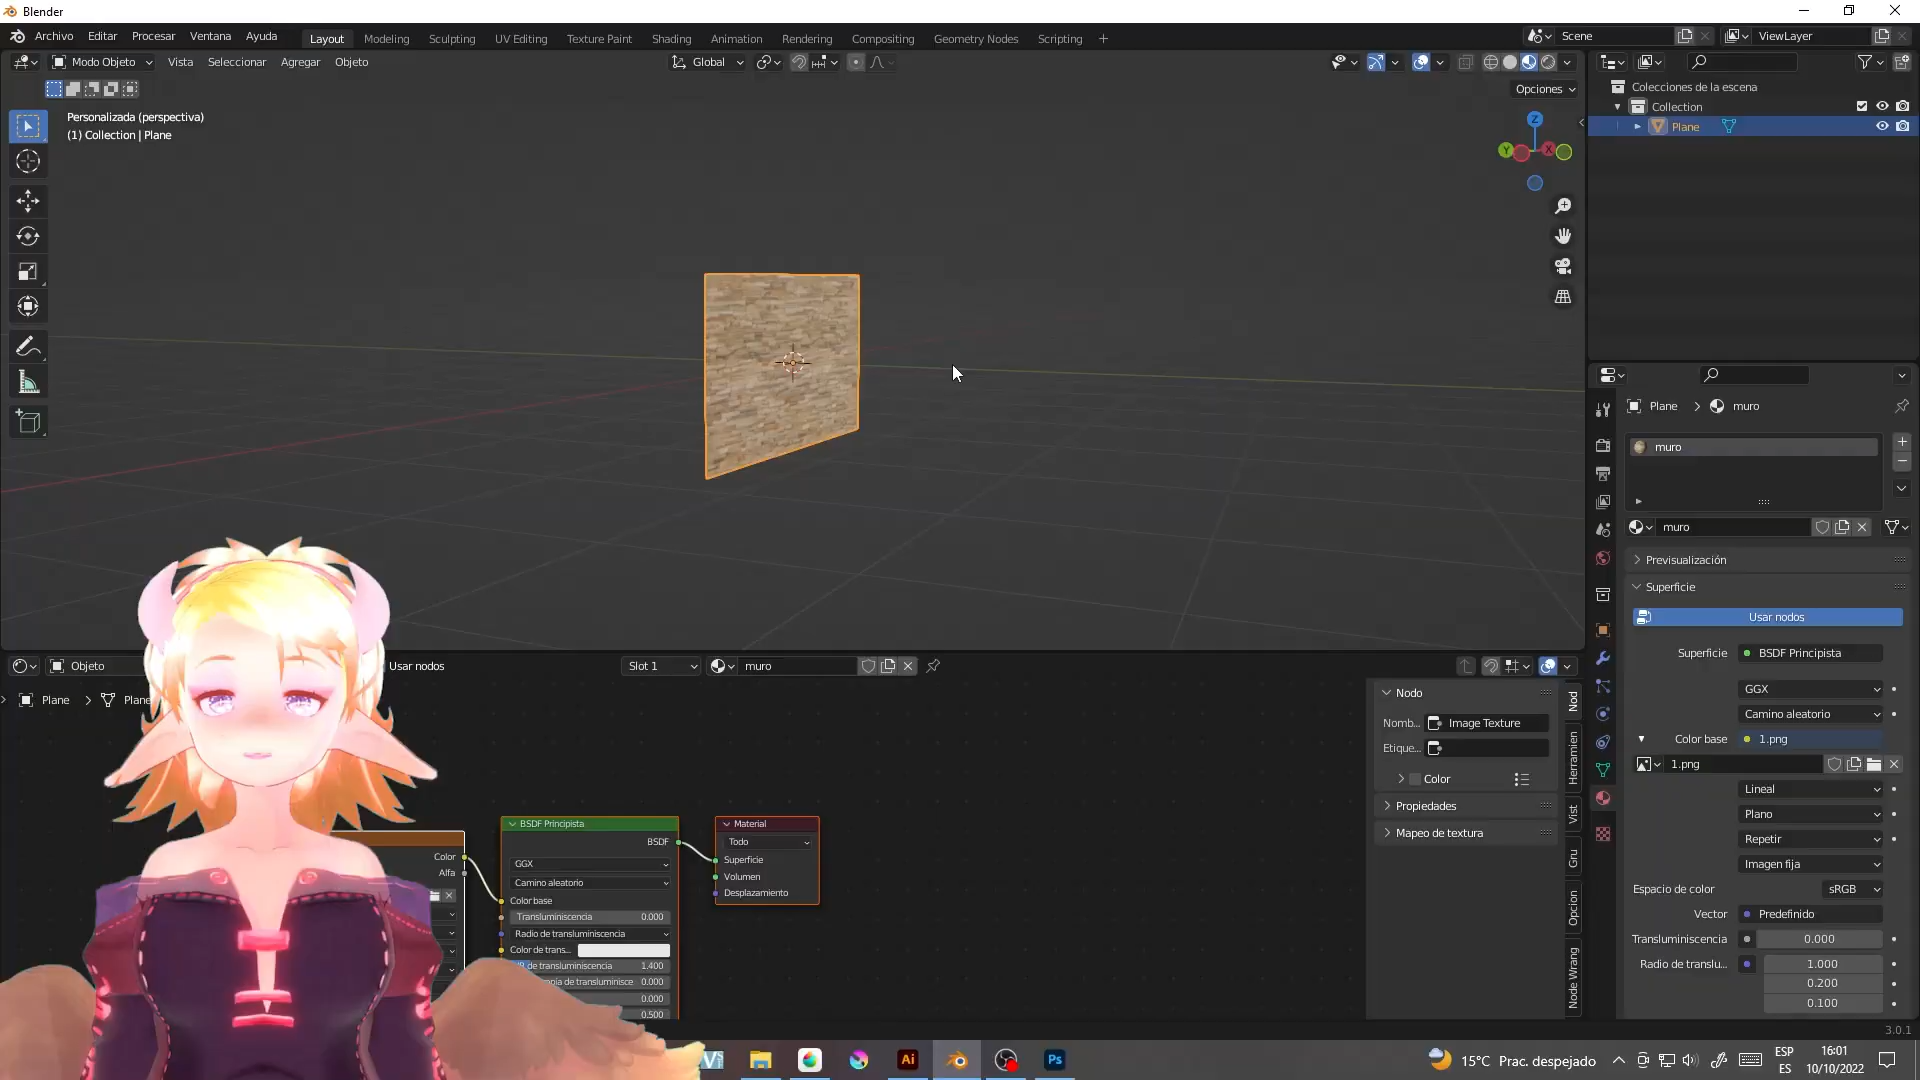 Blender
Archivo Editar Procesar Ventana Ayuda Layout Modeling Sculpting UV Editing Texture Paint Shading Animation Rendering Compositing Geometry Nodes Scripting + Scene ViewLayer
Modo Objeto Vista Seleccionar Agregar Objeto Global
Opciones
Personalizada (perspectiva)
(1) Collection | Plane
Z
Y X
Colecciones de la escena
Collection
Plane
Plane > muro
muro
muro
Previsualización
Superficie
Usar nodos
Superficie BSDF Principista
GGX
Camino aleatorio
Color base 1.png
1.png
Lineal
Plano
Repetir
Imagen fija
Espacio de color sRGB
Vector Predefinido
Transluminiscencia 0.000
Radio de translu... 1.000
0.200
0.100
3.0.1
Objeto Usar nodos Slot 1 muro
Plane > Plane
Nodo
Nomb... Image Texture
Etique...
Color
Propiedades
Mapeo de textura
Nod
Herramien
Vist
Gru
Opcion
Node Wrang
Color
Alfa
BSDF Principista
BSDF
GGX
Camino aleatorio
Color base
Transluminiscencia 0.000
Radio de transluminiscencia
Color de trans...
de transluminiscencia 1.400
de transluminisce 0.000
0.000
0.500
Material
Todo
Superficie
Volumen
Desplazamiento
Ai Ps
15°C Prac. despejado
ESP
ES
16:01
10/10/2022